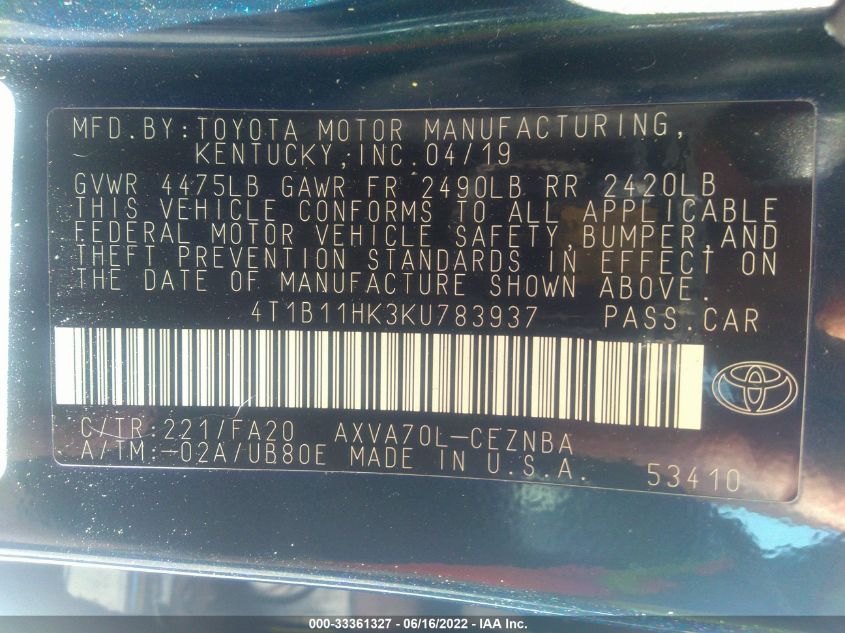 MFD.BY:TOYOTA MOTOR MANUFACTURING,
KENTUCKY,INC.04/19
GVWR 4475LB GAWR FR 2490LB RR 2420LB
THIS VEHICLE CONFORMS TO ALL APPLICABLE
FEDERAL MOTOR VEHICLE SAFETY,BUMPER,AND
THEFT PREVENTION STANDARDS IN EFFECT ON
THE DATE OF MANUFACTURE SHOWN ABOVE.
4T1B11HK3KU783937 PASS.CAR
C/TR:221/FA20 AXVA70L-CEZNBA
A/TM:-02A/UB80E MADE IN U.S.A. 53410
000-33361327 - 06/16/2022 - IAA Inc.